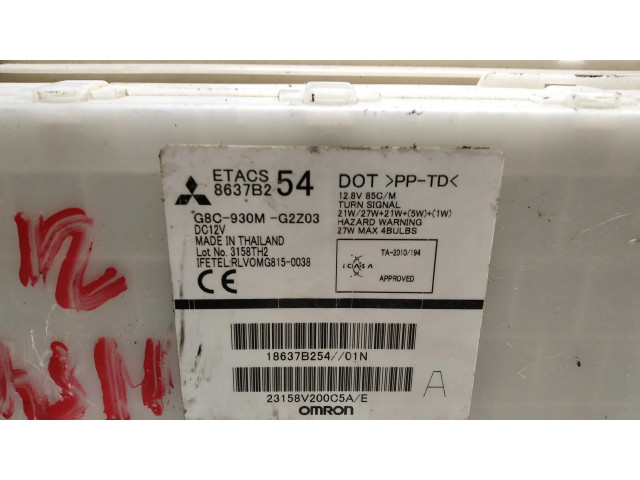 ETACS
8637B2 54
G8C-930M -G2Z03
DC12V
MADE IN THAILAND
Lot No. 3158TH2
IFETEL:RLVOMG815-0038
CE
DOT >PP-TD<
12.8V 85C/M
TURN SIGNAL
21W/27W+21W+(5W)+(1W)
HAZARD WARNING
27W MAX 4BULBS
TA-2010/194
ICASA
APPROVED
18637B254//01N
23158V200C5A/E
A
OMRON